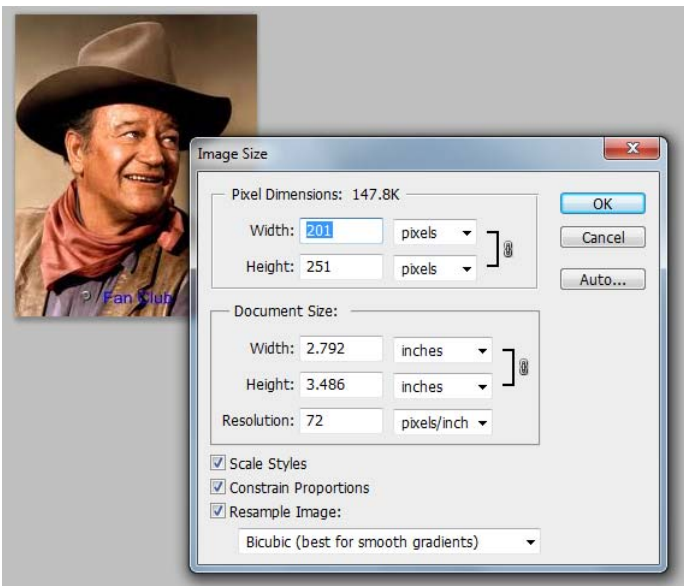 Fan Club
Image Size
Pixel Dimensions: 147.8K
Width: 201 pixels
Height: 251 pixels
Document Size:
Width: 2.792 inches
Height: 3.486 inches
Resolution: 72 pixels/inch
Scale Styles
Constrain Proportions
Resample Image:
Bicubic (best for smooth gradients)
OK
Cancel
Auto...